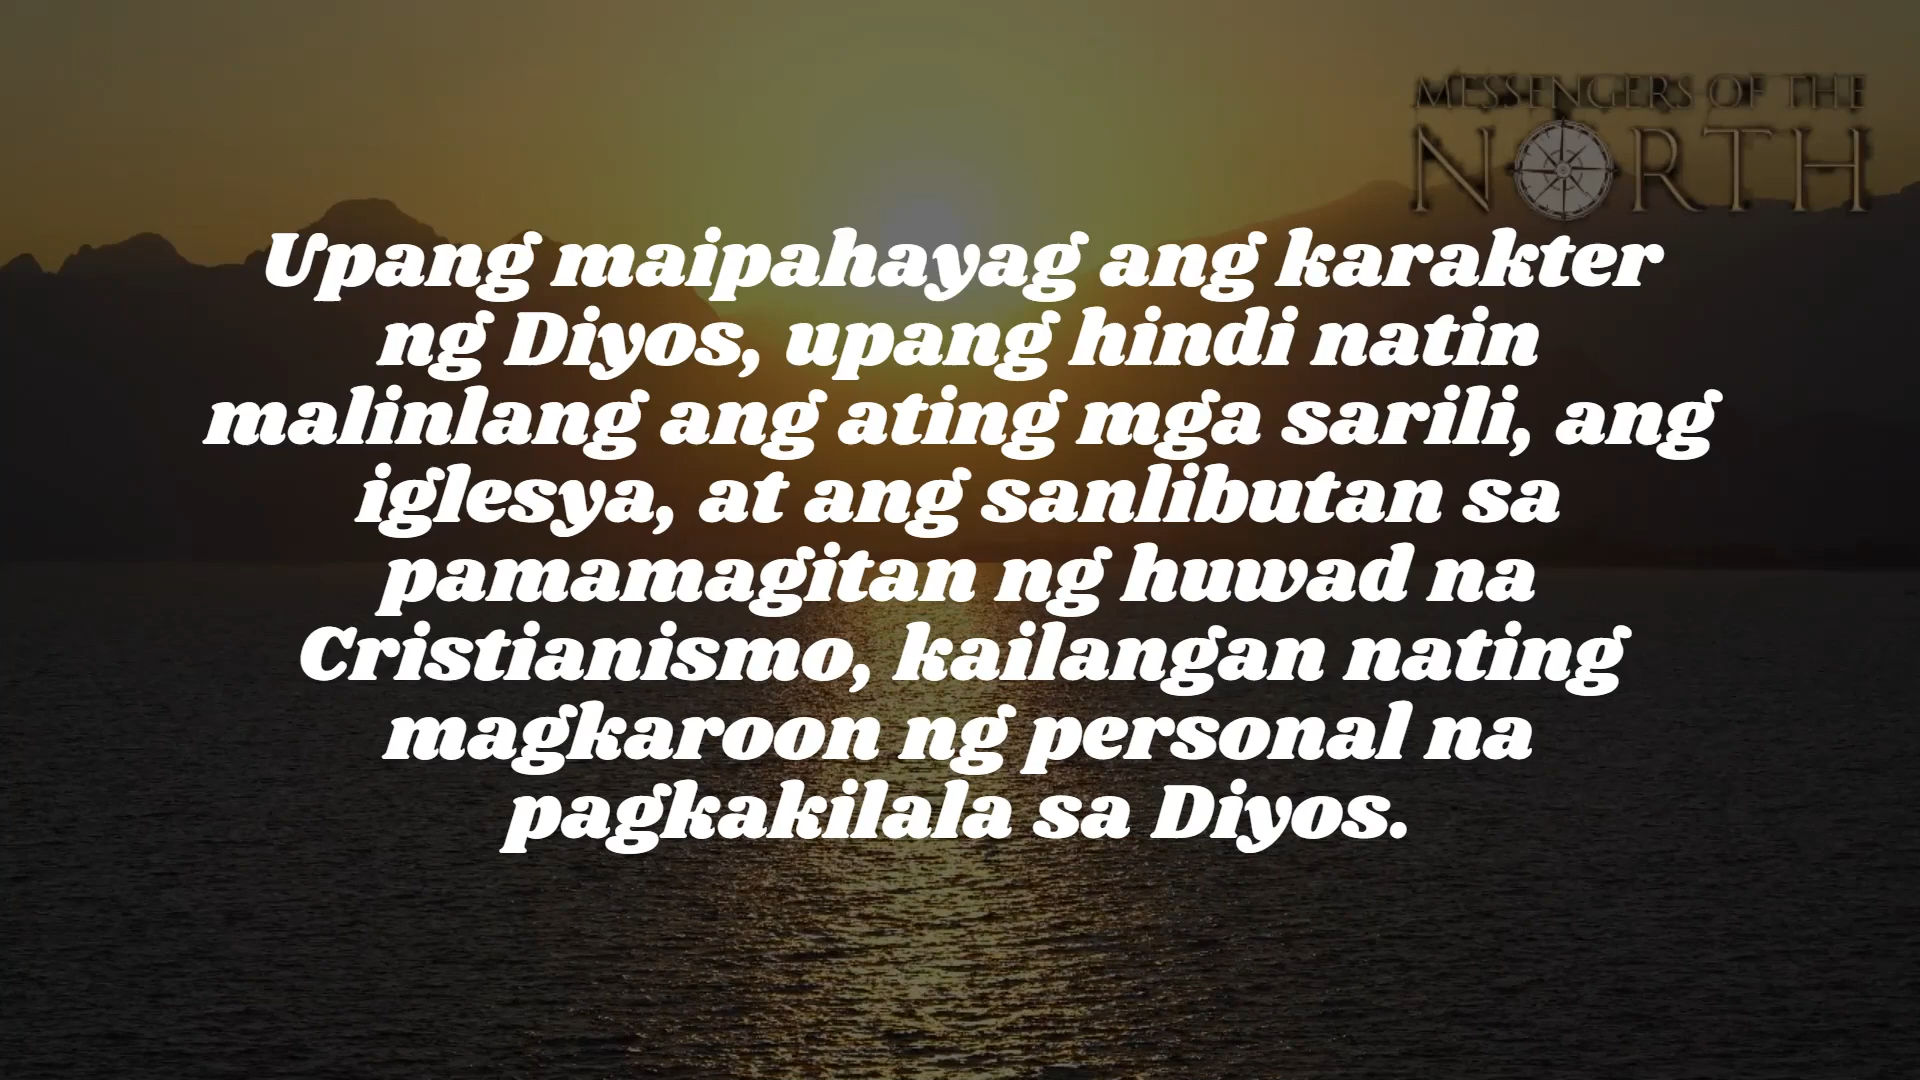 MESSENGERS OF THE
NORTH
Upang maipahayag ang karakter
ng Diyos, upang hindi natin
malinlang ang ating mga sarili, ang
iglesya, at ang sanlibutan sa
pamamagitan ng huwad na
Cristianismo, kailangan nating
magkaroon ng personal na
pagkakilala sa Diyos.